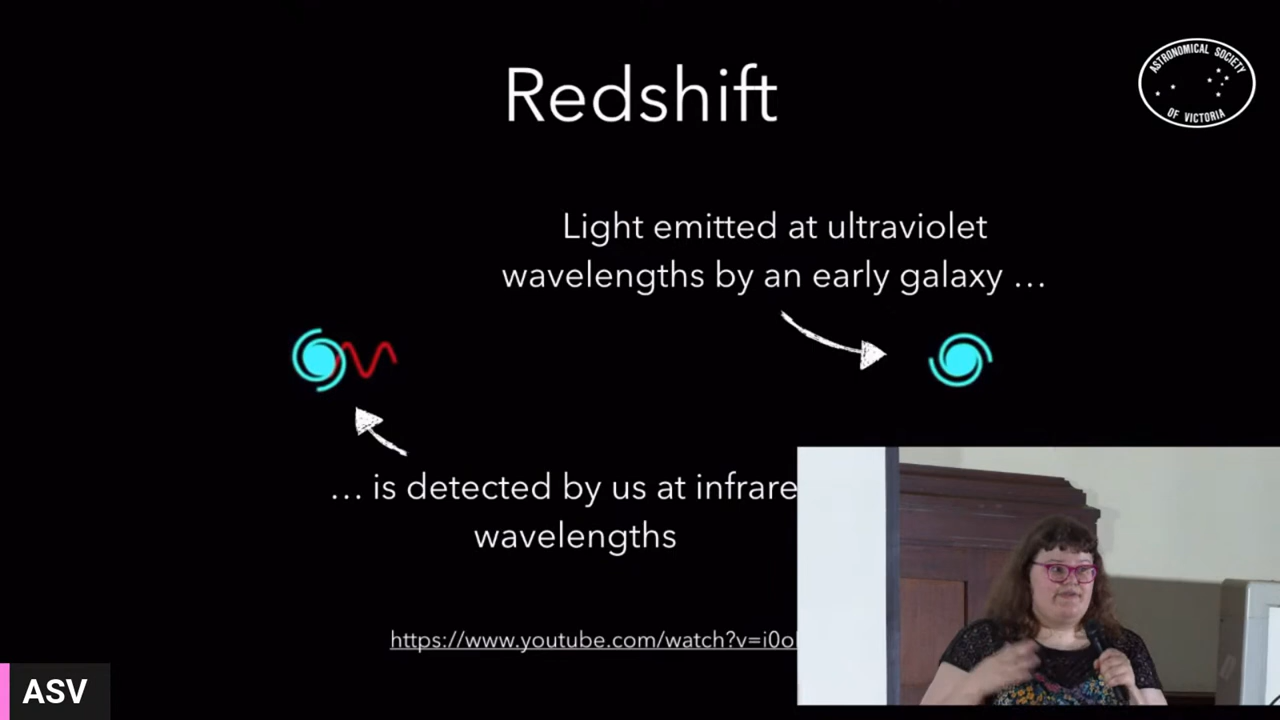 Redshift
ASTRONOMICAL SOCIETY
OF VICTORIA
Light emitted at ultraviolet
wavelengths by an early galaxy …
… is detected by us at infrare
wavelengths
https://www.youtube.com/watch?v=i0o
ASV